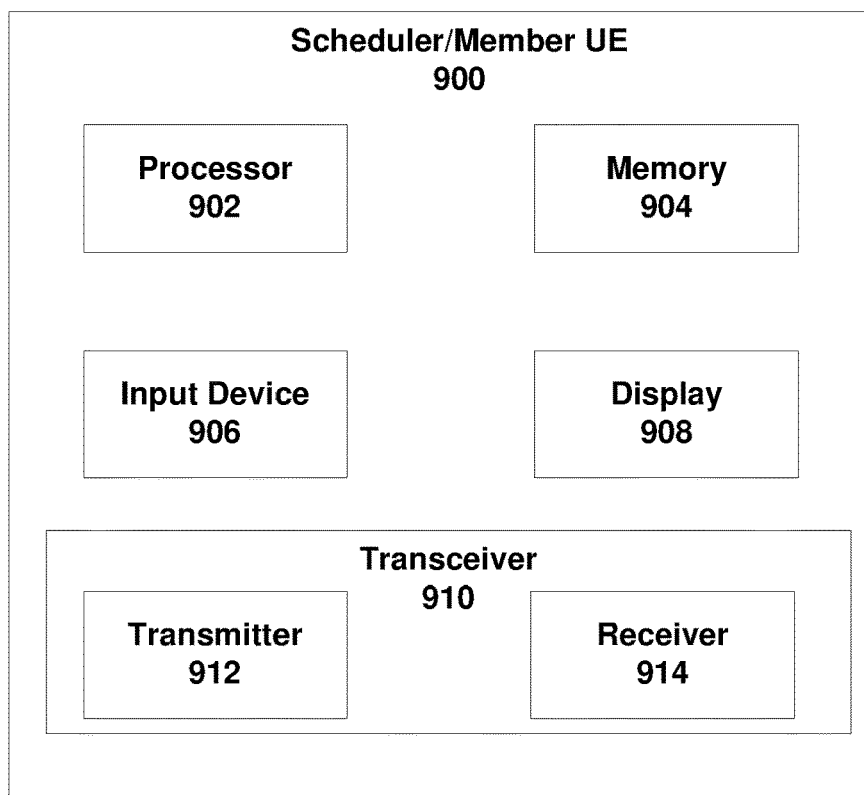 Scheduler/Member UE
900
Processor
902
Memory
904
Input Device
906
Display
908
Transceiver
910
Transmitter
912
Receiver
914